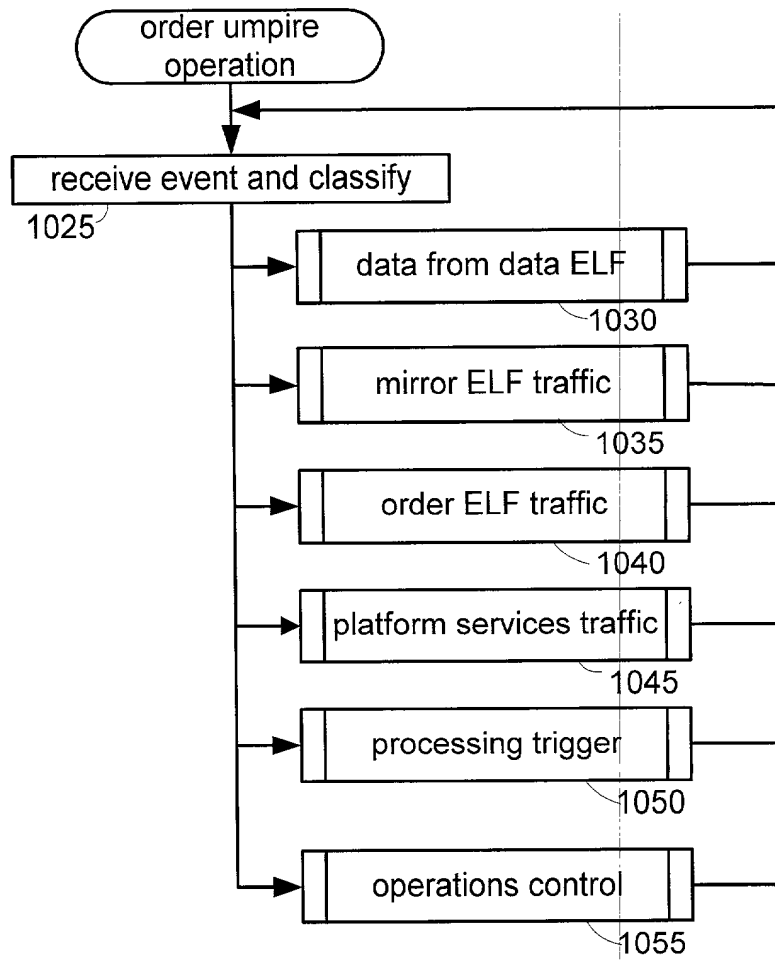 order umpire
operation
receive event and classify
1025
data from data ELF
1030
mirror ELF traffic
1035
order ELF traffic
1040
platform services traffic
1045
processing trigger
1050
operations control
1055